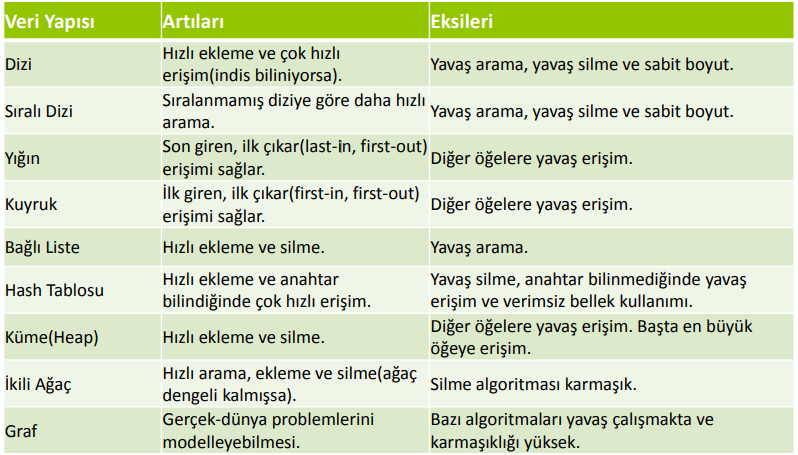 Veri Yapısı Artıları Eksileri
Dizi
Hızlı ekleme ve çok hızlı
erişim(indis biliniyorsa).
Yavaş arama, yavaş silme ve sabit boyut.
Sıralı Dizi
Sıralanmamış diziye göre daha hızlı
arama.
Yavaş arama, yavaş silme ve sabit boyut.
Yığın
Son giren, ilk çıkar(last-in, first-out)
erişimi sağlar.
Diğer öğelere yavaş erişim.
Kuyruk
İlk giren, ilk çıkar(first-in, first-out)
erişimi sağlar.
Diğer öğelere yavaş erişim.
Bağlı Liste
Hızlı ekleme ve silme.
Yavaş arama.
Hash Tablosu
Hızlı ekleme ve anahtar
bilindiğinde çok hızlı erişim.
Yavaş silme, anahtar bilinmediğinde yavaş
erişim ve verimsiz bellek kullanımı.
Küme(Heap)
Hızlı ekleme ve silme.
Diğer öğelere yavaş erişim. Başta en büyük
öğeye erişim.
İkili Ağaç
Hızlı arama, ekleme ve silme(ağaç
dengeli kalmışsa).
Silme algoritması karmaşık.
Graf
Gerçek-dünya problemlerini
modelleyebilmesi.
Bazı algoritmaları yavaş çalışmakta ve
karmaşıklığı yüksek.